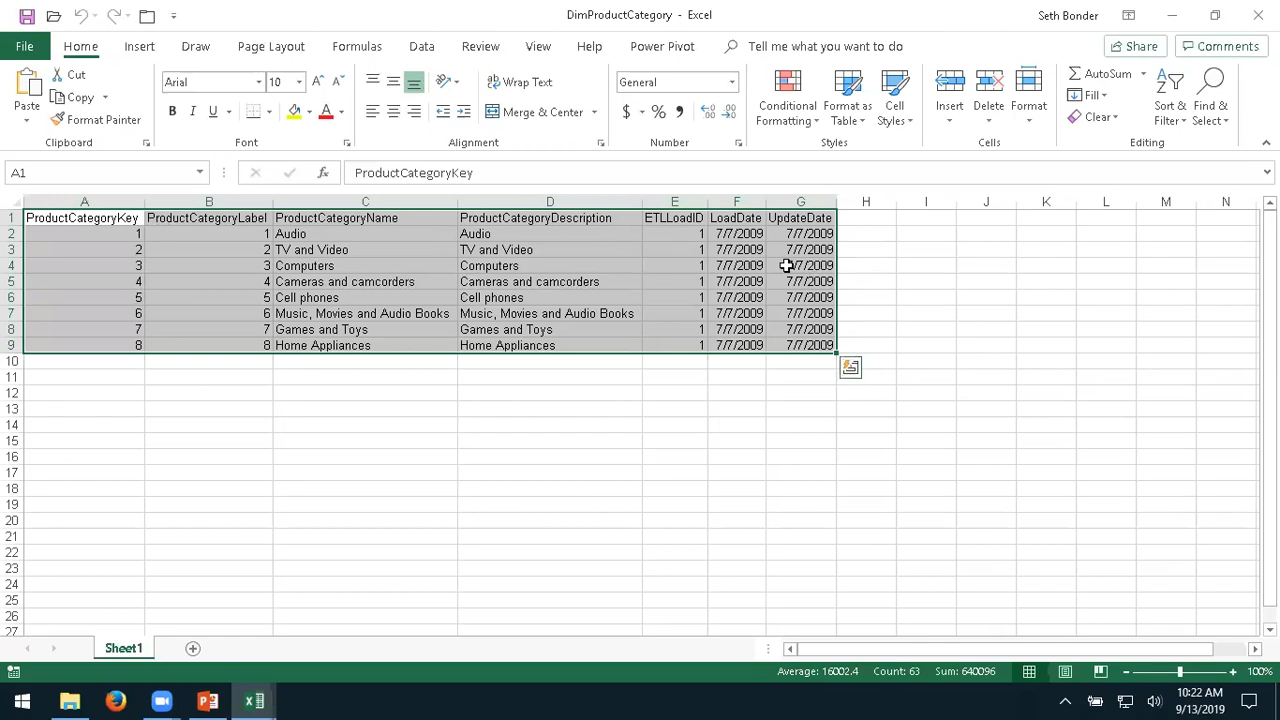 DimProductCategory - Excel
Seth Bonder
File Home Insert Draw Page Layout Formulas Data Review View Help Power Pivot Tell me what you want to do Share Comments
Paste Cut Copy Format Painter
Clipboard
Arial 10
B I U A
Font
Wrap Text
Merge & Center
Alignment
General
$ % ,
Number
Conditional Formatting Format as Table Cell Styles
Styles
Insert Delete Format
Cells
AutoSum Fill Clear Sort & Filter Find & Select
Editing
A1 fx ProductCategoryKey
A B C D E F G H I J K L M N
1 ProductCategoryKey ProductCategoryLabel ProductCategoryName ProductCategoryDescription ETLLoadID LoadDate UpdateDate
2 1 1 Audio Audio 1 7/7/2009 7/7/2009
3 2 2 TV and Video TV and Video 1 7/7/2009 7/7/2009
4 3 3 Computers Computers 1 7/7/2009 7/7/2009
5 4 4 Cameras and camcorders Cameras and camcorders 1 7/7/2009 7/7/2009
6 5 5 Cell phones Cell phones 1 7/7/2009 7/7/2009
7 6 6 Music, Movies and Audio Books Music, Movies and Audio Books 1 7/7/2009 7/7/2009
8 7 7 Games and Toys Games and Toys 1 7/7/2009 7/7/2009
9 8 8 Home Appliances Home Appliances 1 7/7/2009 7/7/2009
10
11
12
13
14
15
16
17
18
19
20
21
22
23
24
25
26
27
Sheet1
Average: 16002.4 Count: 63 Sum: 640096 100%
10:22 AM
9/13/2019